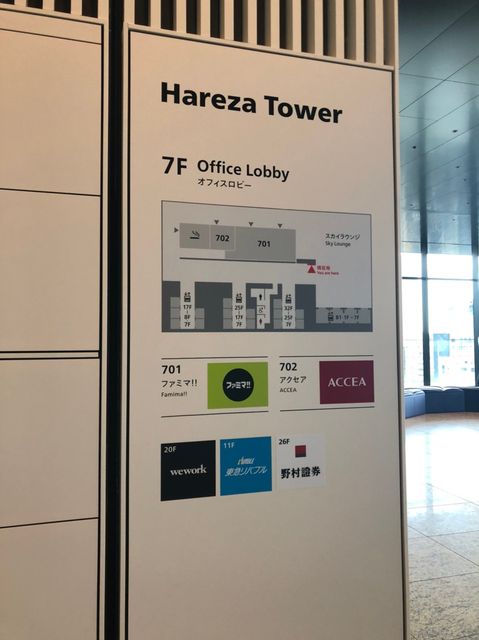 Hareza Tower
7F Office Lobby
オフィスロビー
スカイラウンジ
Sky Lounge
702
701
現在地
You are here
17F
8F
7F
25F
17F
7F
32F
25F
7F
B1 1F - 7F
701
ファミマ!!
Famima!!
ファミマ!!
702
アクセア
ACCEA
ACCEA
20F
wework
11F
東急リバブル
26F
野村證券